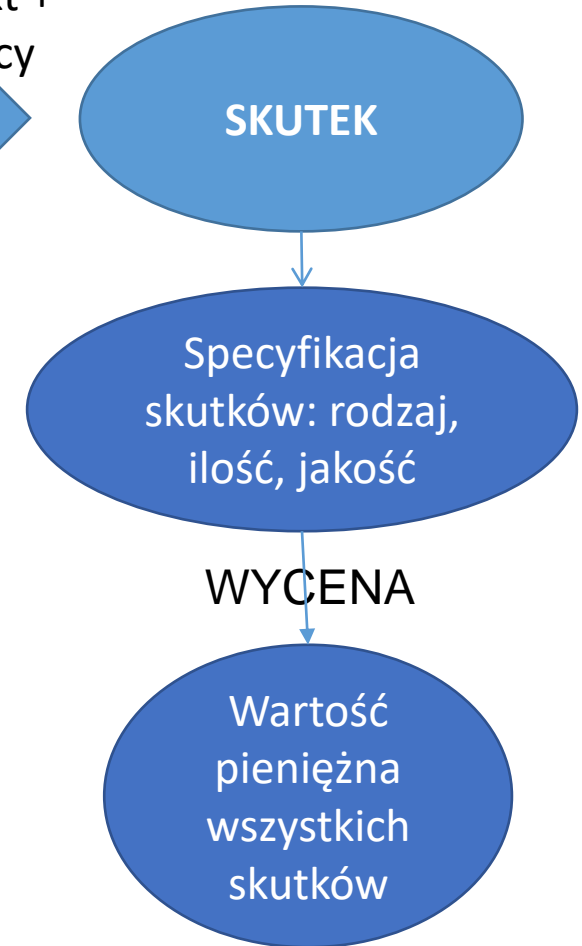 SKUTEK
Specyfikacja
skutków: rodzaj,
ilość, jakość
WYCENA
Wartość
pieniężna
wszystkich
skutków